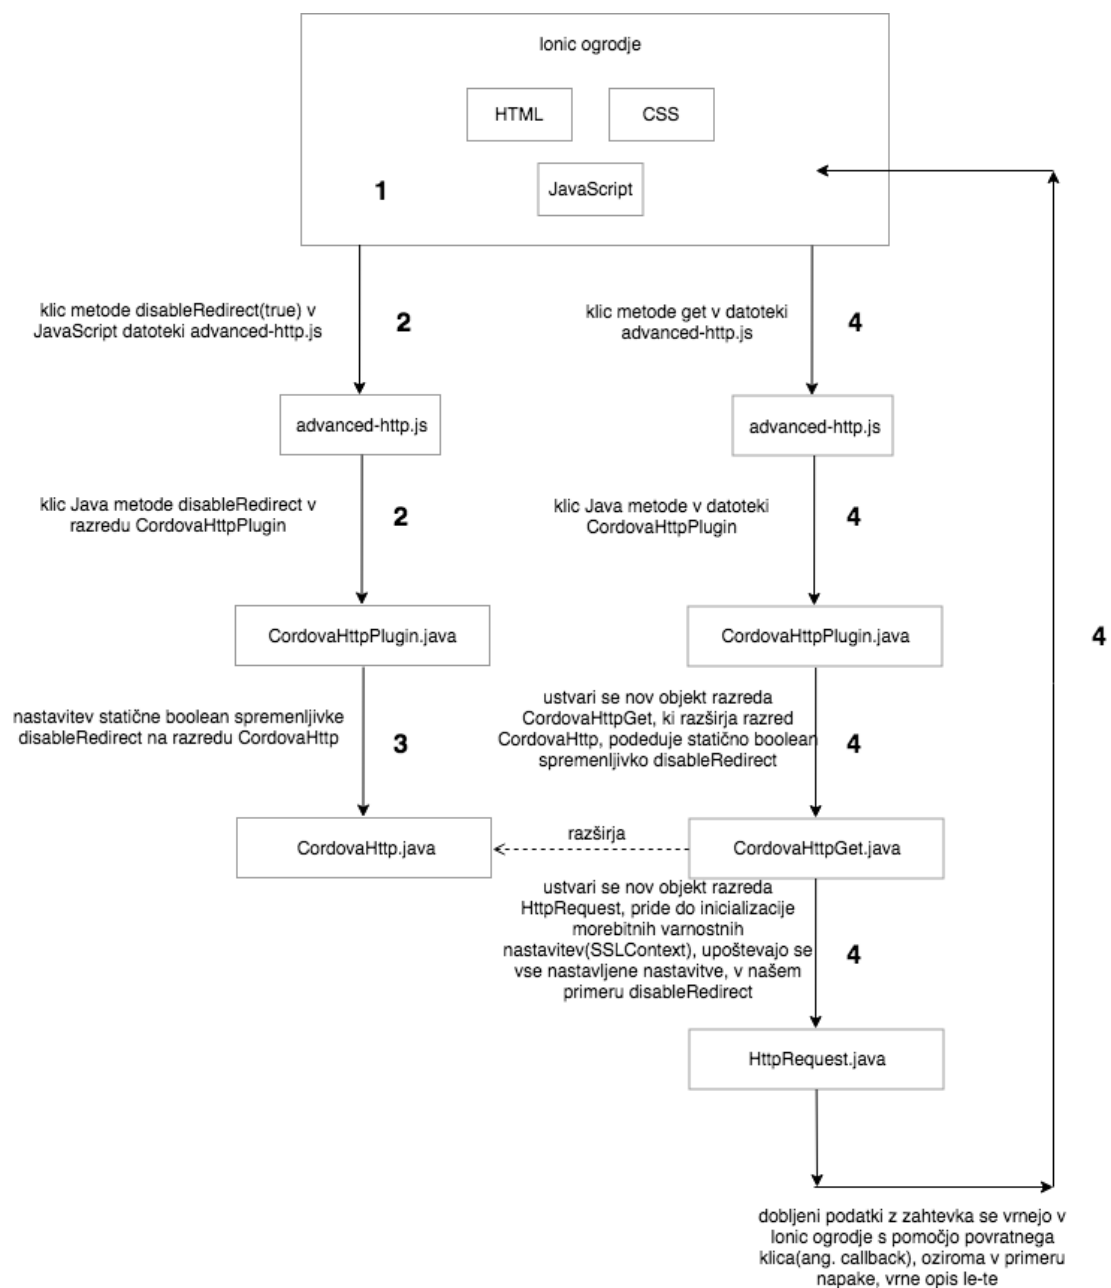 Ionic ogrodje
HTML
CSS
JavaScript
1
klic metode disableRedirect(true) v
JavaScript datoteki advanced-http.js
2
klic metode get v datoteki
advanced-http.js
4
advanced-http.js
advanced-http.js
klic Java metode disableRedirect v
razredu CordovaHttpPlugin
2
klic Java metode v datoteki
CordovaHttpPlugin
4
CordovaHttpPlugin.java
CordovaHttpPlugin.java
4
nastavitev statične boolean spremenljivke
disableRedirect na razredu CordovaHttp
3
ustvari se nov objekt razreda
CordovaHttpGet, ki razširja razred
CordovaHttp, podeduje statično boolean
spremenljivko disableRedirect
4
CordovaHttp.java
razširja
CordovaHttpGet.java
ustvari se nov objekt razreda
HttpRequest, pride do inicializacije
morebitnih varnostnih
nastavitev(SSLContext), upoštevajo se
vse nastavljene nastavitve, v našem
primeru disableRedirect
4
HttpRequest.java
dobljeni podatki z zahtevka se vrnejo v
Ionic ogrodje s pomočjo povratnega
klica(ang. callback), oziroma v primeru
napake, vrne opis le-te